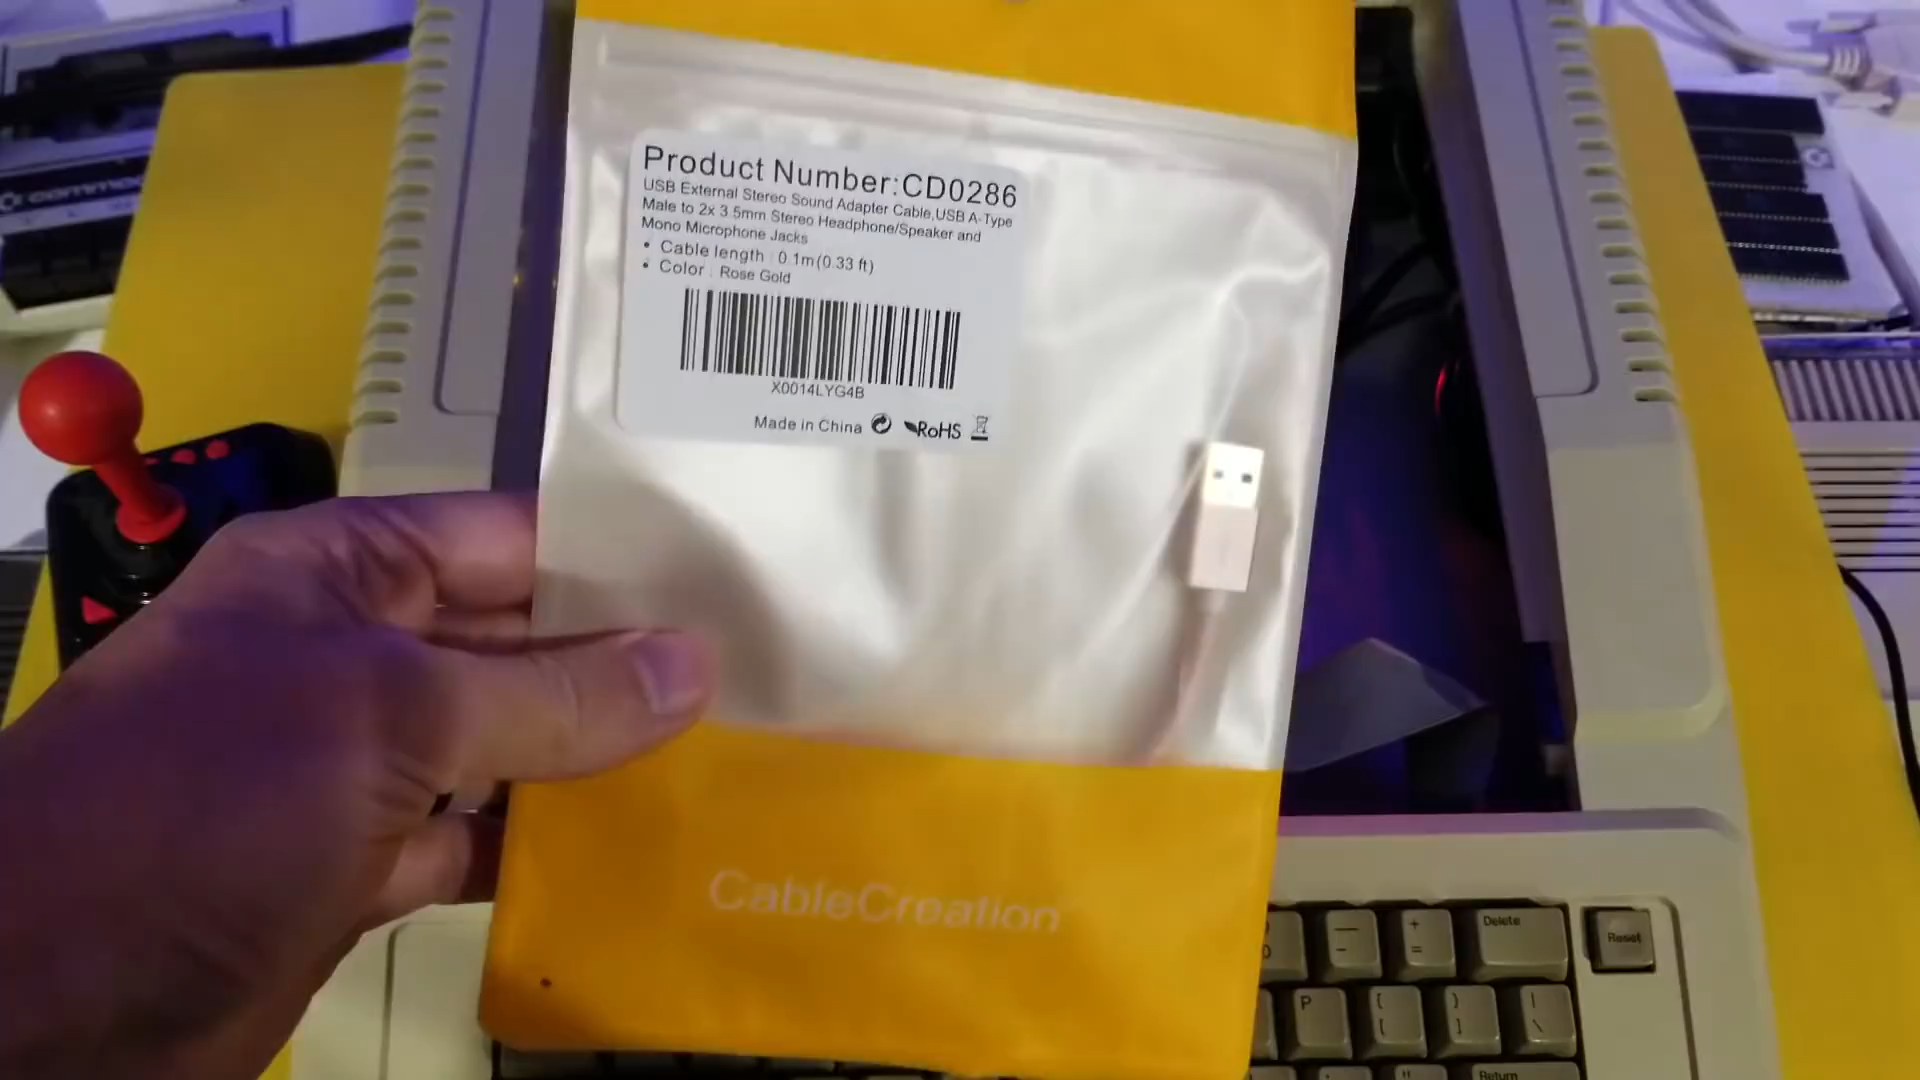 Product Number:CD0286
USB External Stereo Sound Adapter Cable,USB A-Type
Male to 2x 3.5mm Stereo Headphone/Speaker and
Mono Microphone Jacks
• Cable length : 0.1m(0.33 ft)
• Color : Rose Gold
X0014LYG4B
Made in China
RoHS
CableCreation
commo
— -
+ =
Delete
Reset
P
{ [
} ]
| \
"
Return